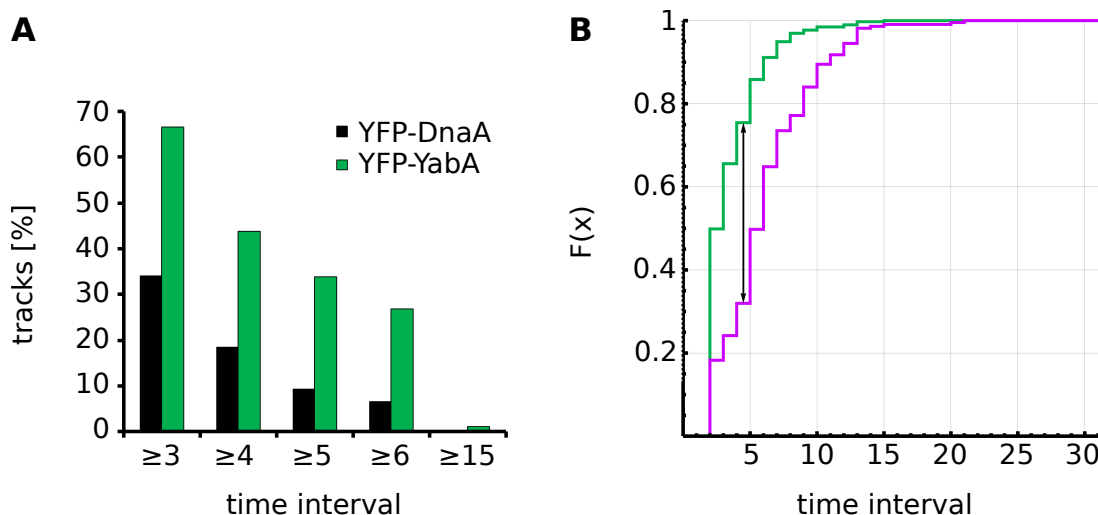 A
70
60
50
40
30
20
10
0
tracks [%]
YFP-DnaA
YFP-YabA
≥3 ≥4 ≥5 ≥6 ≥15
time interval
B
1
0.8
0.6
0.4
0.2
F(x)
5 10 15 20 25 30
time interval